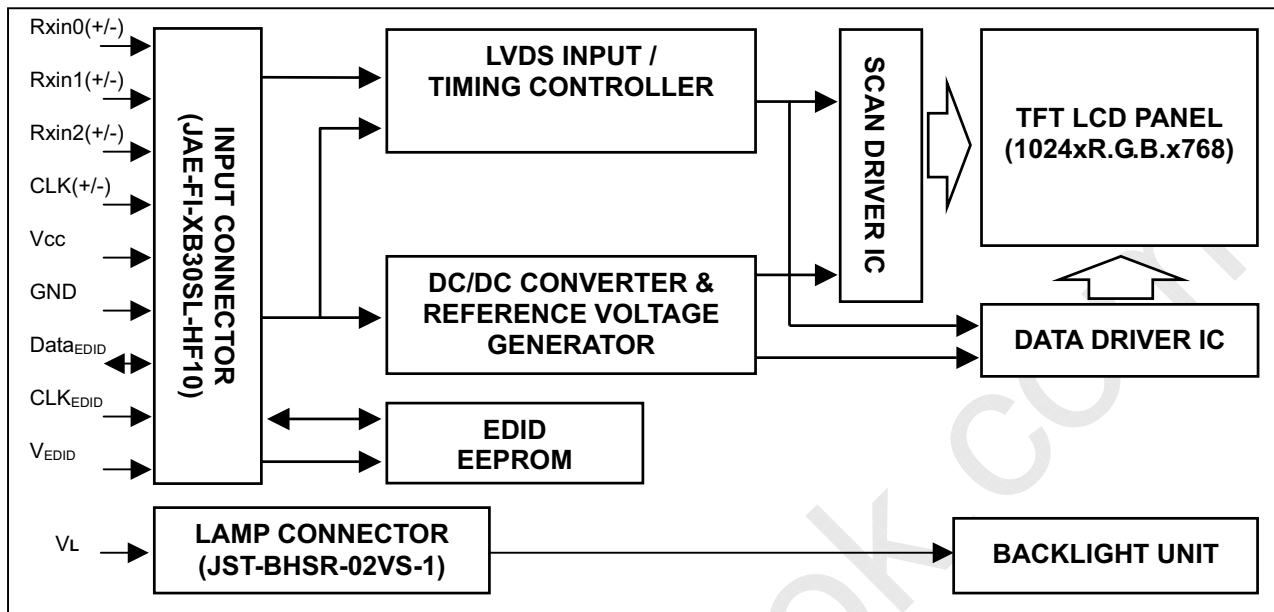 Rxin0(+/-)
Rxin1(+/-)
Rxin2(+/-)
CLK(+/-)
Vcc
GND
DataEDID
CLKEDID
VEDID
VL
INPUT CONNECTOR
(JAE-FI-XB30SL-HF10)
LVDS INPUT /
TIMING CONTROLLER
DC/DC CONVERTER &
REFERENCE VOLTAGE
GENERATOR
EDID
EEPROM
LAMP CONNECTOR
(JST-BHSR-02VS-1)
SCAN DRIVER IC
TFT LCD PANEL
(1024xR.G.B.x768)
DATA DRIVER IC
BACKLIGHT UNIT
ok.com